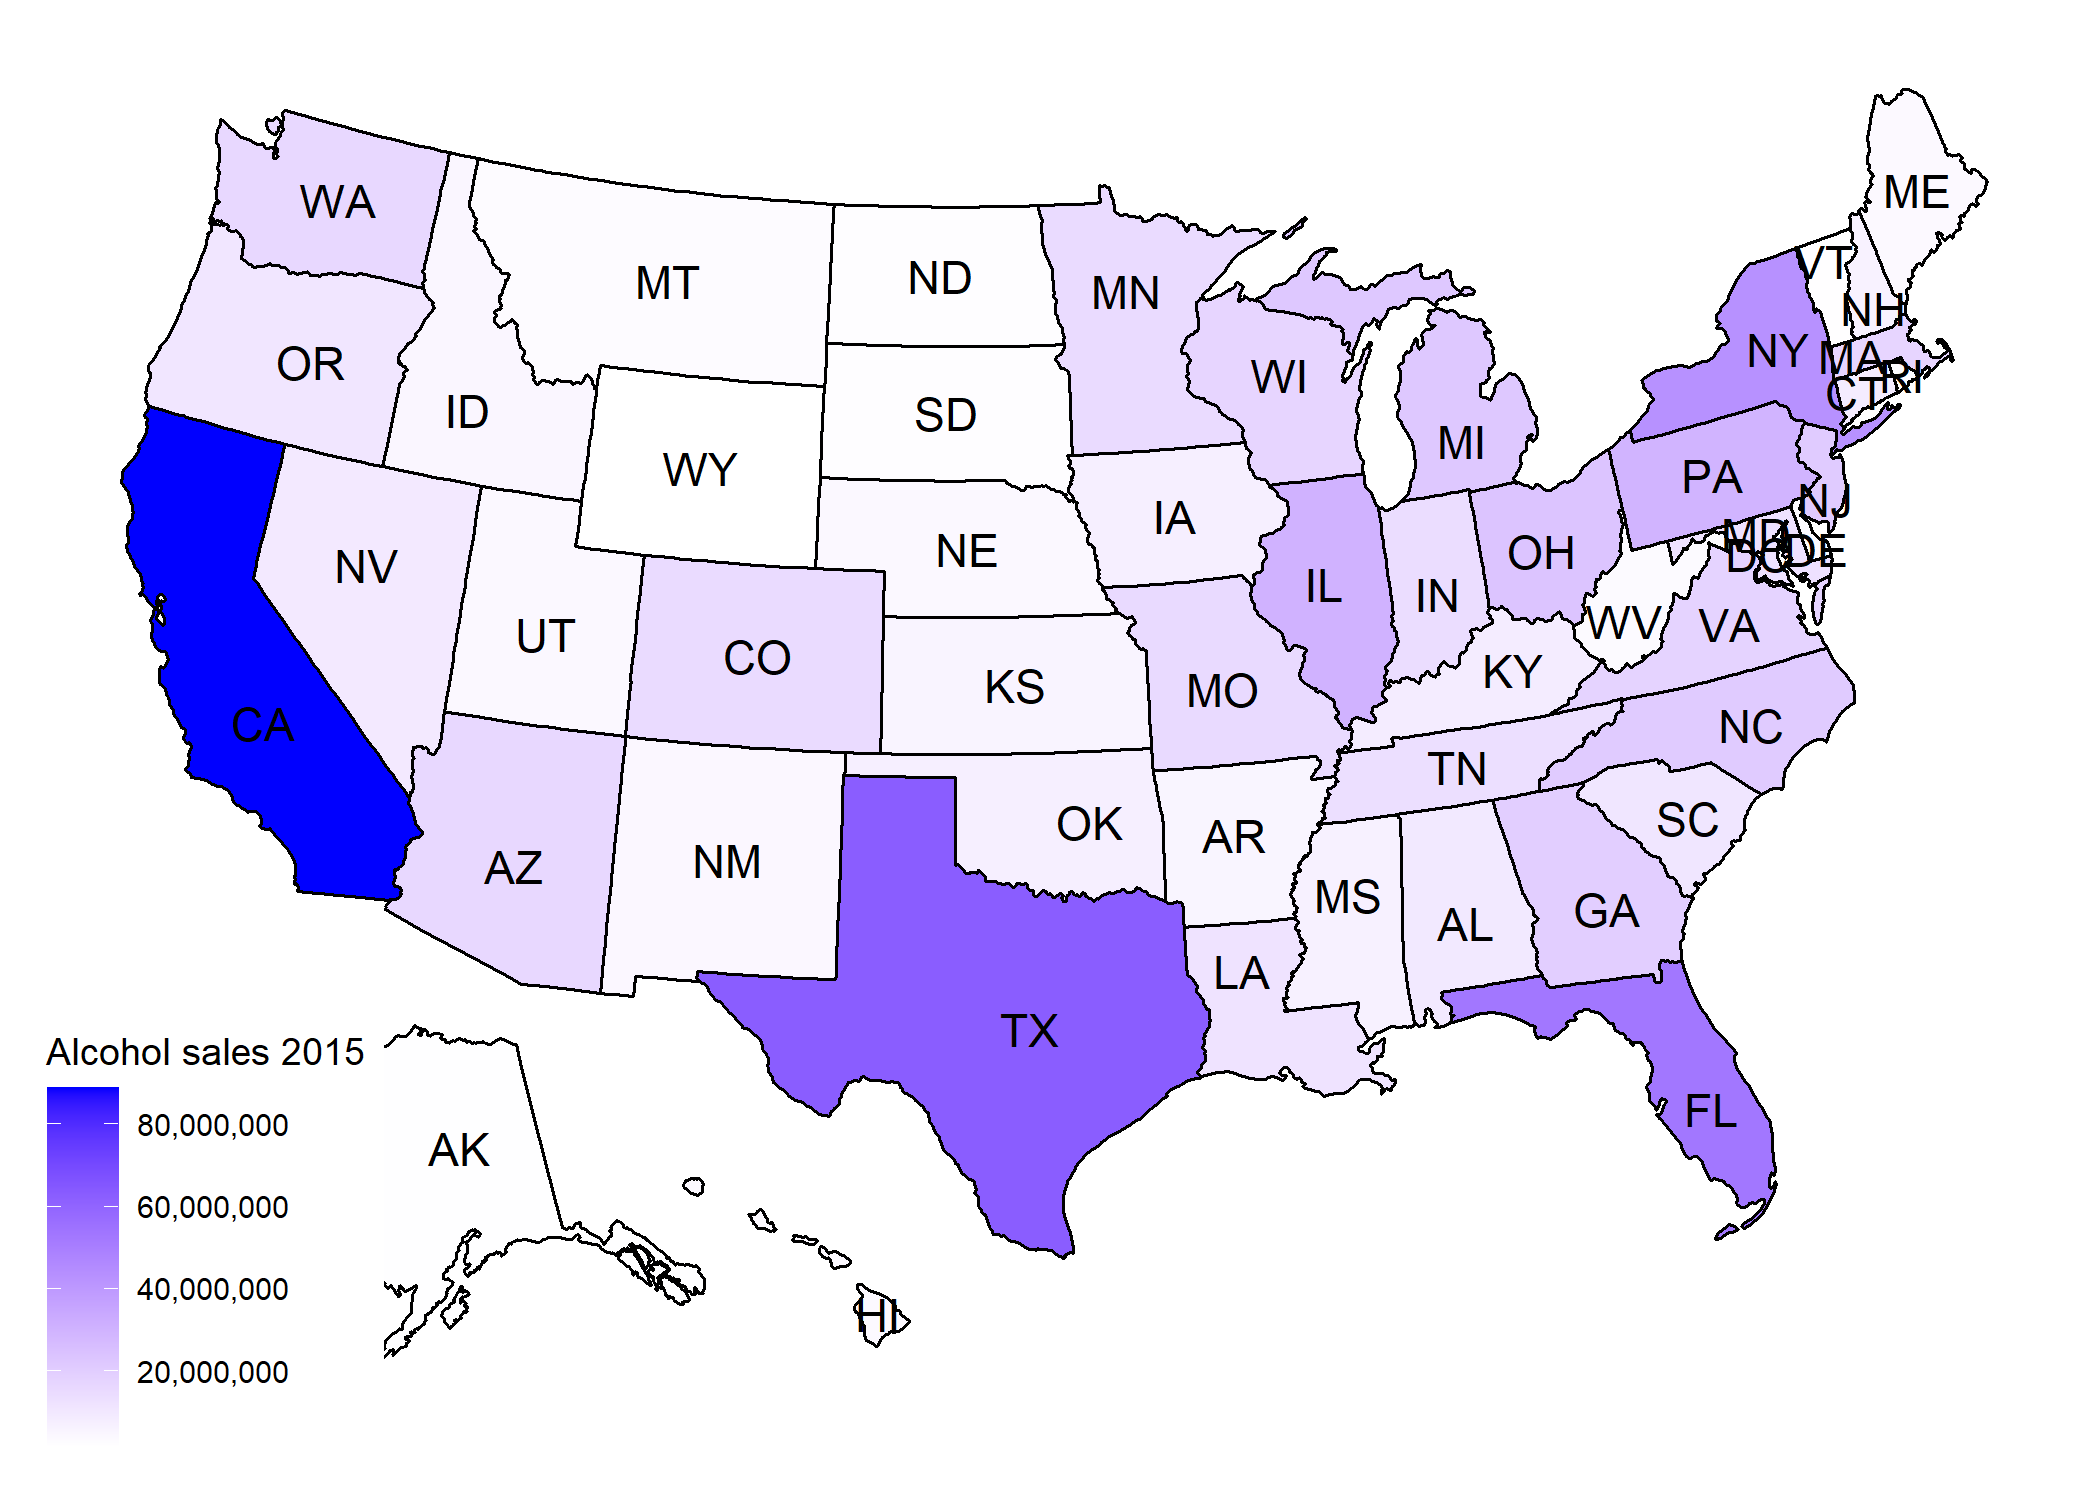 WA
ME
VT
MT
ND
MN
NH
OR
NY
MA
WI
RI
CT
ID
SD
MI
WY
PA
NJ
IA
MD
NE
OH
DC
DE
NV
IL
IN
WV
VA
UT
CO
KY
KS
MO
CA
NC
TN
OK
SC
AR
AZ
NM
MS
GA
AL
LA
TX
FL
AK
HI
Alcohol sales 2015
80,000,000
60,000,000
40,000,000
20,000,000